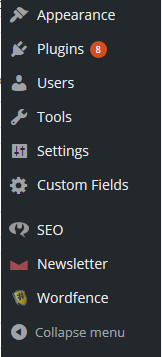 Appearance
Plugins 8
Users
Tools
Settings
Custom Fields
SEO
Newsletter
Wordfence
Collapse menu